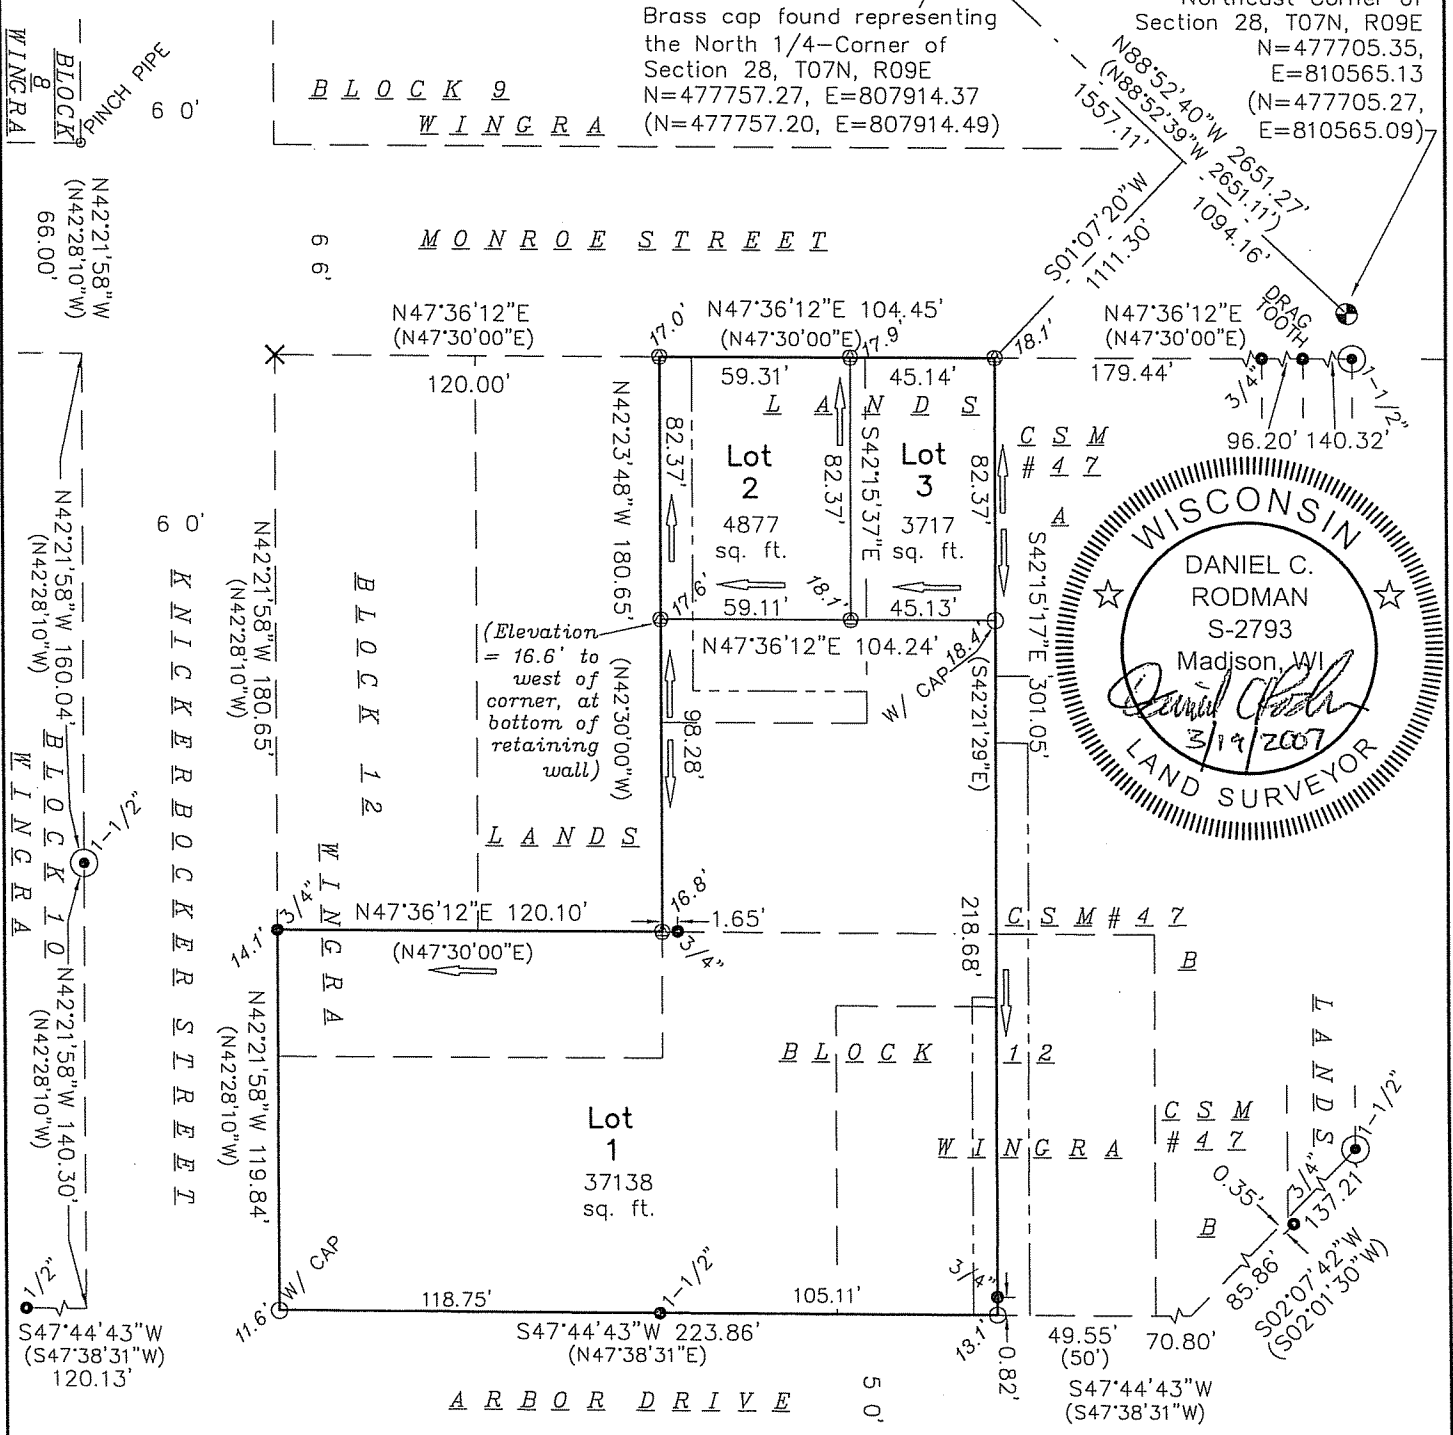 Brass cap found representing
the North 1/4-Corner of
Section 28, T07N, R09E
N=477757.27, E=807914.37
(N=477757.20, E=807914.49)
Northeast Corner of
Section 28, T07N, R09E
N=477705.35,
E=810565.13
(N=477705.27,
E=810565.09)
BLOCK
8
WINGRA
PINCH PIPE
6 0'
BLOCK 9
WINGRA
N88°52'40"W 2651.27'
(N88°52'39"W 2651.11')
1557.11'
1094.16'
S01°07'20"W
1111.30'
N42°21'58"W
(N42°28'10"W)
66.00'
6 6'
MONROE STREET
N47°36'12"E
(N47°30'00"E)
120.00'
17.0'
N47°36'12"E 104.45'
(N47°30'00"E)
17.9'
18.1'
59.31'
45.14'
N47°36'12"E
(N47°30'00"E)
179.44'
DRAG
TOOTH
3/4"
1-1/2"
96.20'
140.32'
LANDS
CSM
#47
A
N42°23'48"W 180.65'
(N42°30'00"W)
82.37'
Lot
2
4877
sq. ft.
82.37'
S42°15'37"E
Lot
3
3717
sq. ft.
82.37'
S42°15'17"E 301.05'
(S42°21'29"E)
17.6'
59.11'
18.1'
45.13'
N47°36'12"E 104.24'
18.4'
W/ CAP
(Elevation
= 16.6' to
west of
corner, at
bottom of
retaining
wall)
98.28'
WISCONSIN
DANIEL C.
RODMAN
S-2793
Madison, WI
3/19/2007
LAND SURVEYOR
N42°21'58"W 160.04'
(N42°28'10"W)
6 0'
KNICKERBOCKER STREET
N42°21'58"W 180.65'
(N42°28'10"W)
BLOCK 12
WINGRA
LANDS
1-1/2"
BLOCK 10
WINGRA
N42°21'58"W 140.30'
(N42°28'10"W)
3/4"
14.1'
N47°36'12"E 120.10'
(N47°30'00"E)
16.8'
1.65'
3/4"
218.68'
CSM#47
B
N42°21'58"W 119.84'
(N42°28'10"W)
BLOCK 12
WINGRA
CSM
#47
B
LANDS
1-1/2"
3/4"
0.35'
137.21'
85.86'
S02°07'42"W
(S02°01'30"W)
Lot
1
37138
sq. ft.
W/ CAP
11.6'
118.75'
1-1/2"
105.11'
3/4"
13.1'
0.82'
S47°44'43"W 223.86'
(N47°38'31"E)
49.55'
(50')
70.80'
S47°44'43"W
(S47°38'31"W)
1/2"
S47°44'43"W
(S47°38'31"W)
120.13'
ARBOR DRIVE
5 0'